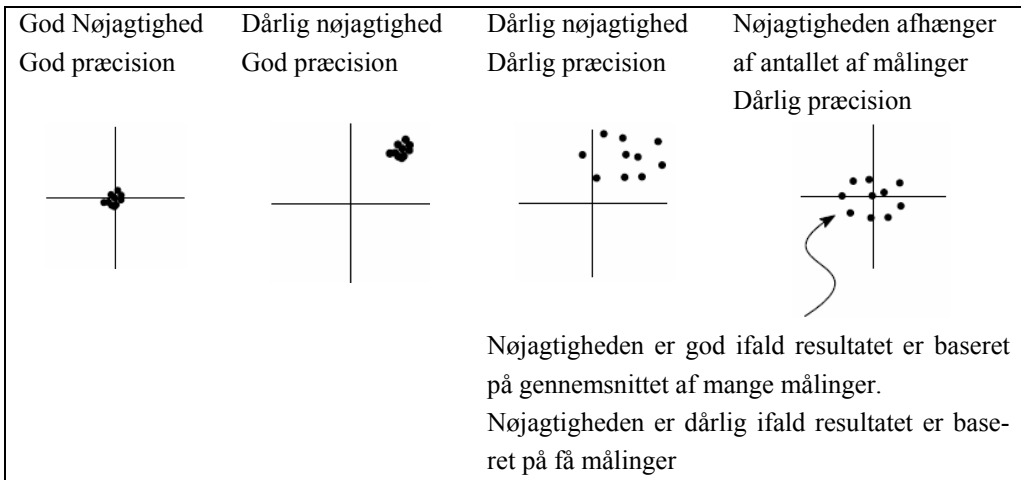 God Nøjagtighed
God præcision
Dårlig nøjagtighed
God præcision
Dårlig nøjagtighed
Dårlig præcision
Nøjagtigheden afhænger
af antallet af målinger
Dårlig præcision
Nøjagtigheden er god ifald resultatet er baseret
på gennemsnittet af mange målinger.
Nøjagtigheden er dårlig ifald resultatet er base-
ret på få målinger